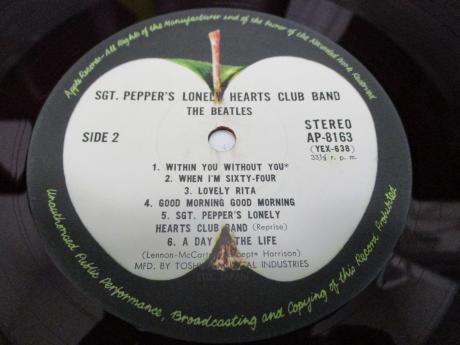 Apple Records-All Rights of the Manufacturer and of the Owner of the Recorded Work Reserved
SGT. PEPPER'S LONELY HEARTS CLUB BAND
THE BEATLES
SIDE 2
STEREO
AP-8163
(YEX-638)
33⅓ r. p. m.
1. WITHIN YOU WITHOUT YOU*
2. WHEN I'M SIXTY-FOUR
3. LOVELY RITA
4. GOOD MORNING GOOD MORNING
5. SGT. PEPPER'S LONELY
HEARTS CLUB BAND (Reprise)
6. A DAY THE LIFE
(Lennon-McCart cept* Harrison)
MFD. BY TOSH AL INDUSTRIES
Unauthorized Public Performance, Broadcasting and Copying of this Record Prohibited